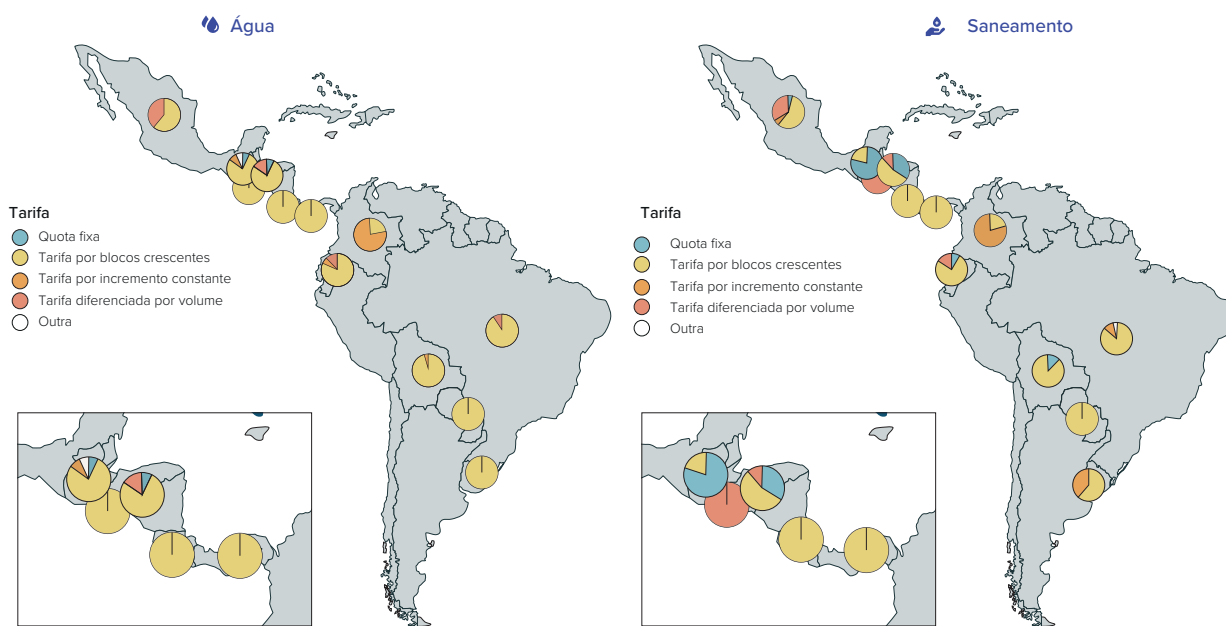 Água
Tarifa
Quota fixa
Tarifa por blocos crescentes
Tarifa por incremento constante
Tarifa diferenciada por volume
Outra
Saneamento
Tarifa
Quota fixa
Tarifa por blocos crescentes
Tarifa por incremento constante
Tarifa diferenciada por volume
Outra